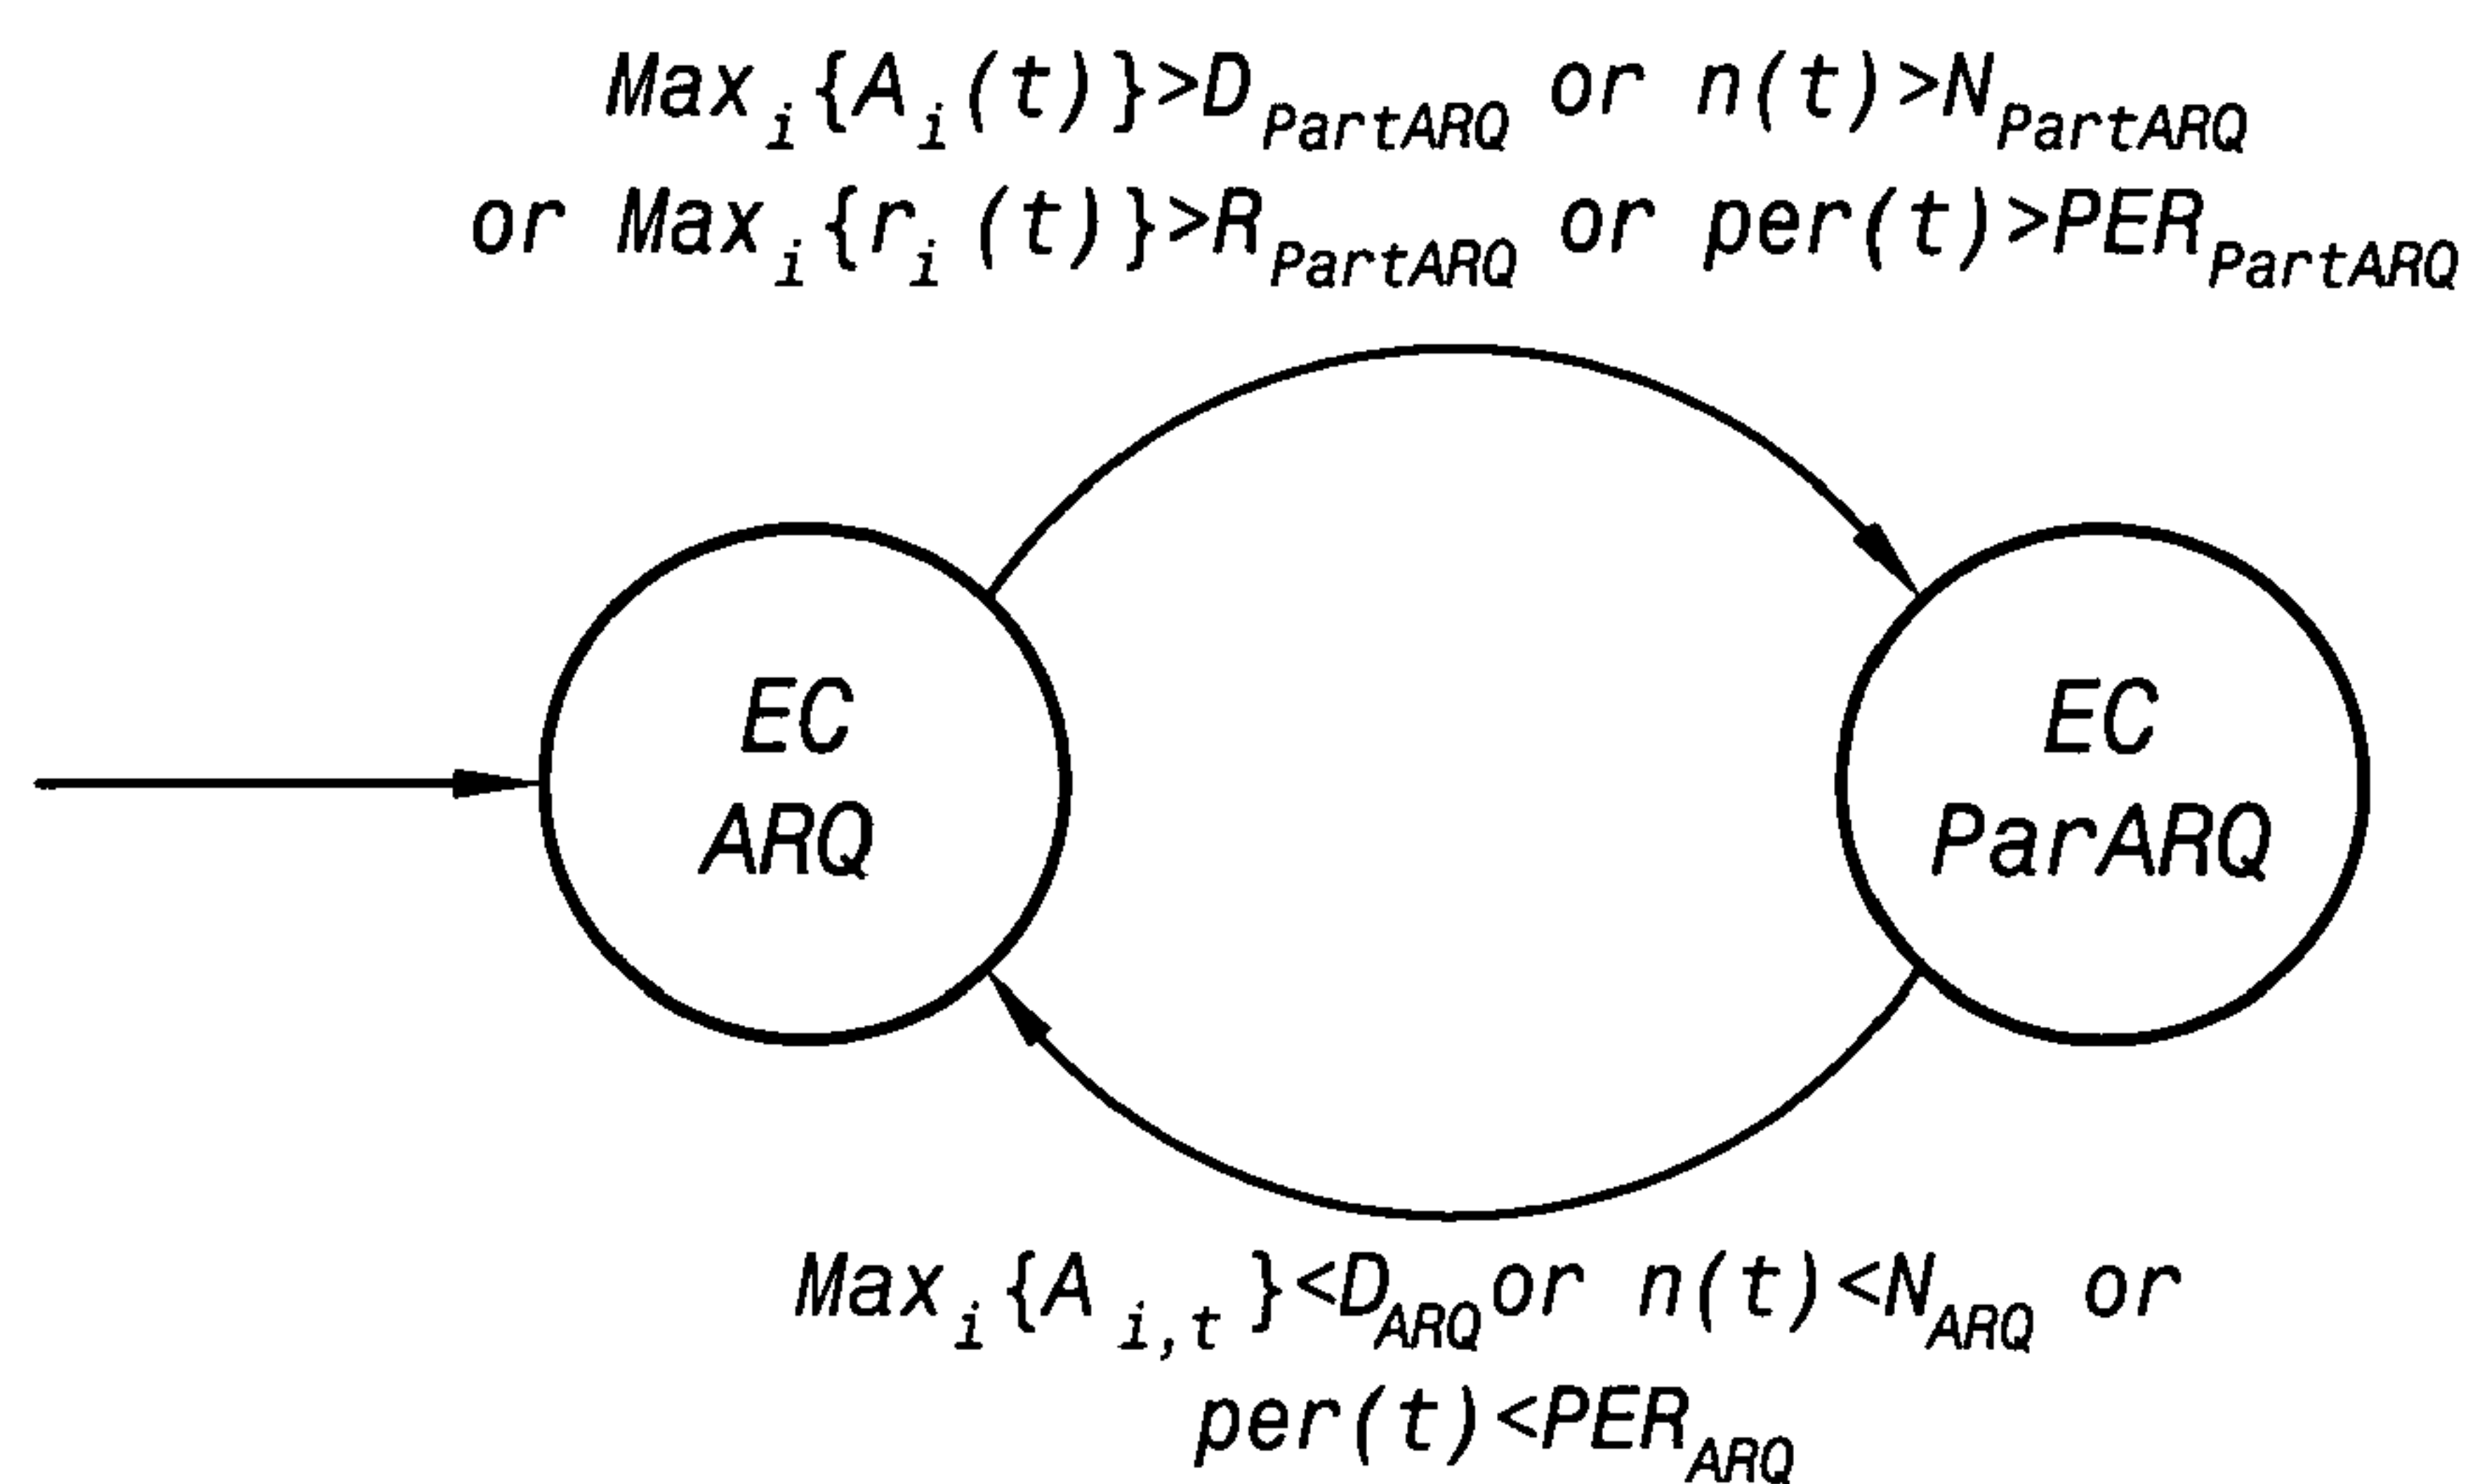 Max_i{A_i(t)}>D_PartARQ or n(t)>N_PartARQ
or Max_i{r_i(t)}>R_PartARQ or per(t)>PER_PartARQ
EC
ARQ
EC
ParARQ
Max_i{A_i,t}<D_ARQ or n(t)<N_ARQ or
per(t)<PER_ARQ